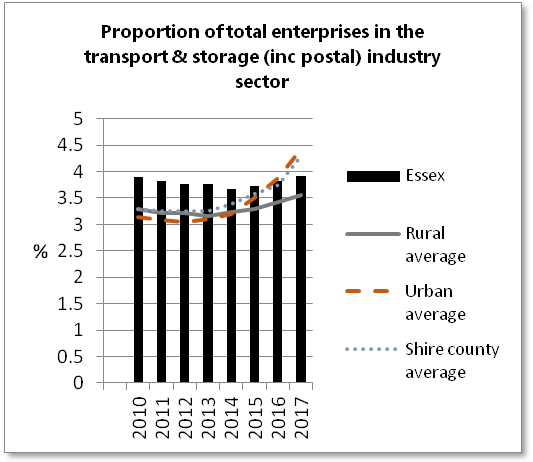 Proportion of total enterprises in the
transport & storage (inc postal) industry
sector
5
4.5
4
3.5
3
2.5
2
1.5
1
0.5
0
%
2010
2011
2012
2013
2014
2015
2016
2017
Essex
Rural
average
Urban
average
Shire county
average